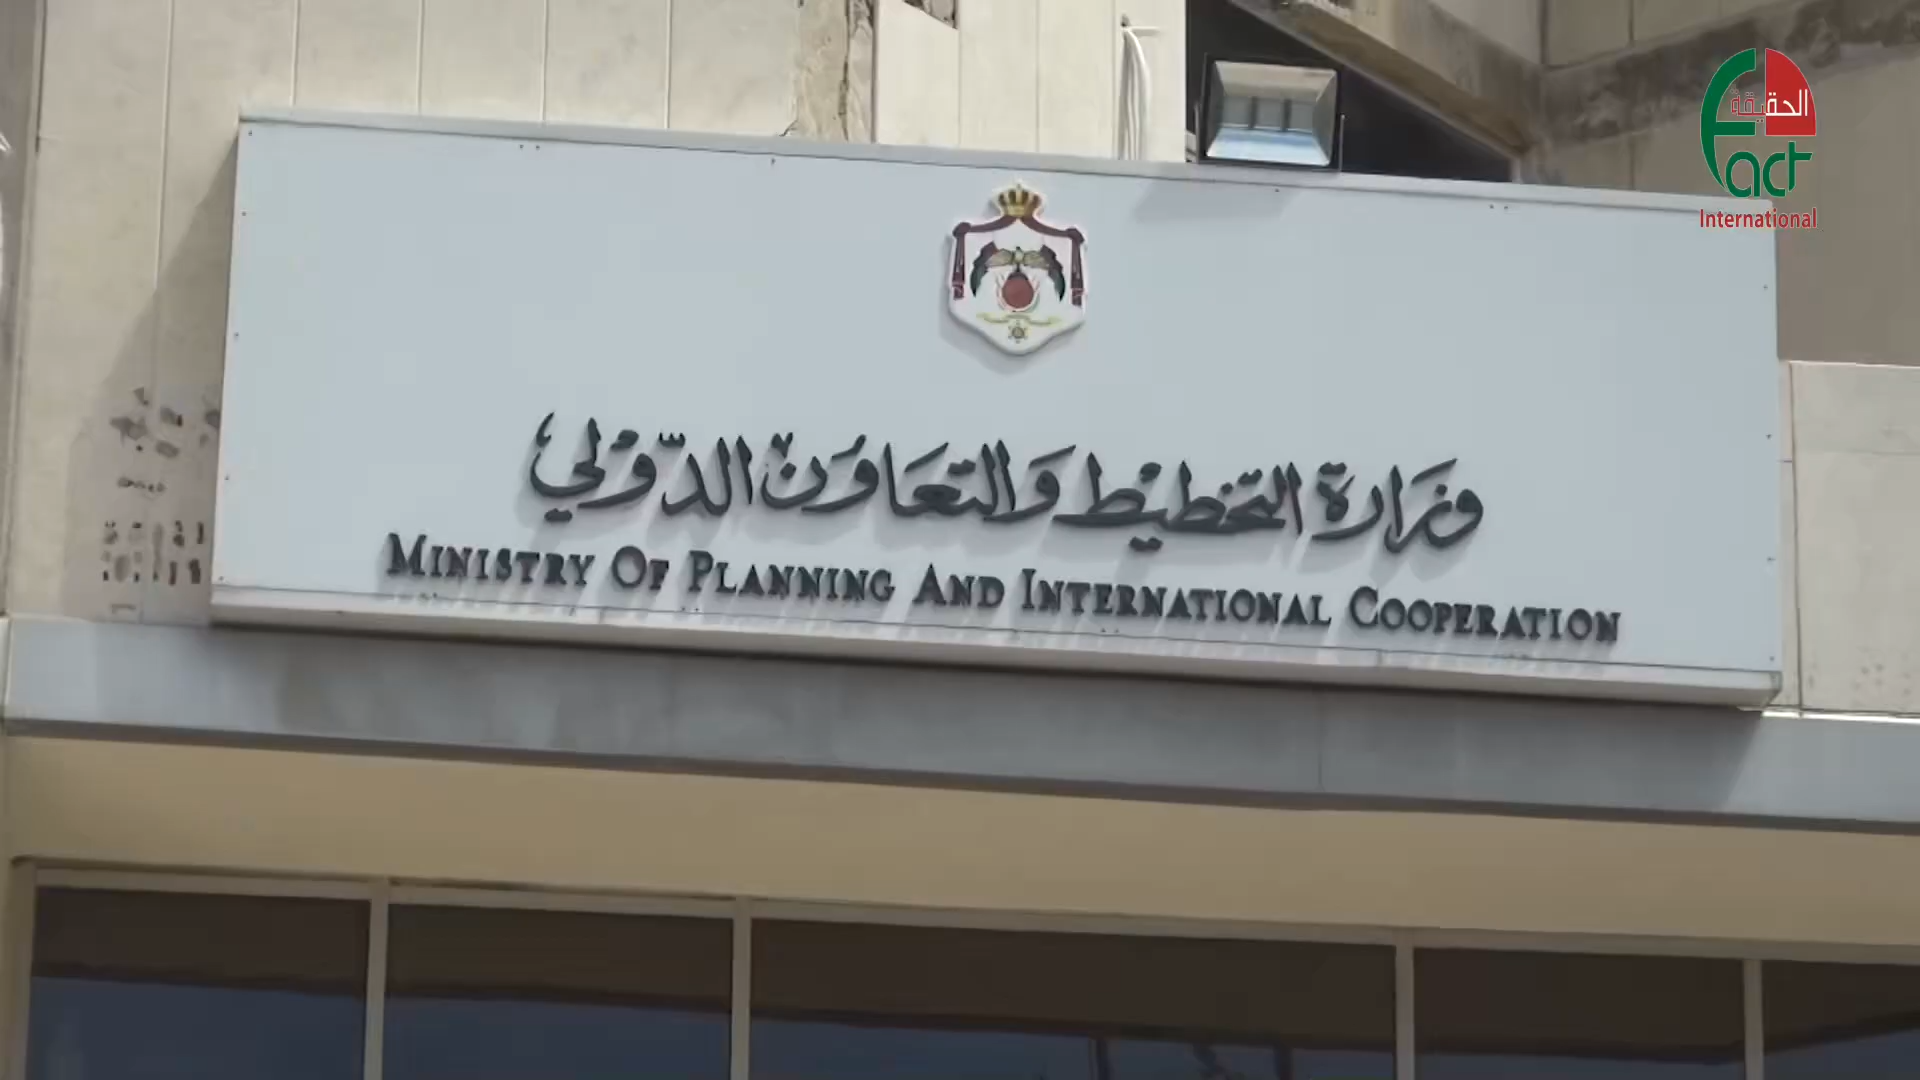 وزارة التخطيط والتعاون الدولي
MINISTRY OF PLANNING AND INTERNATIONAL COOPERATION
الحقيقة
Fact
International